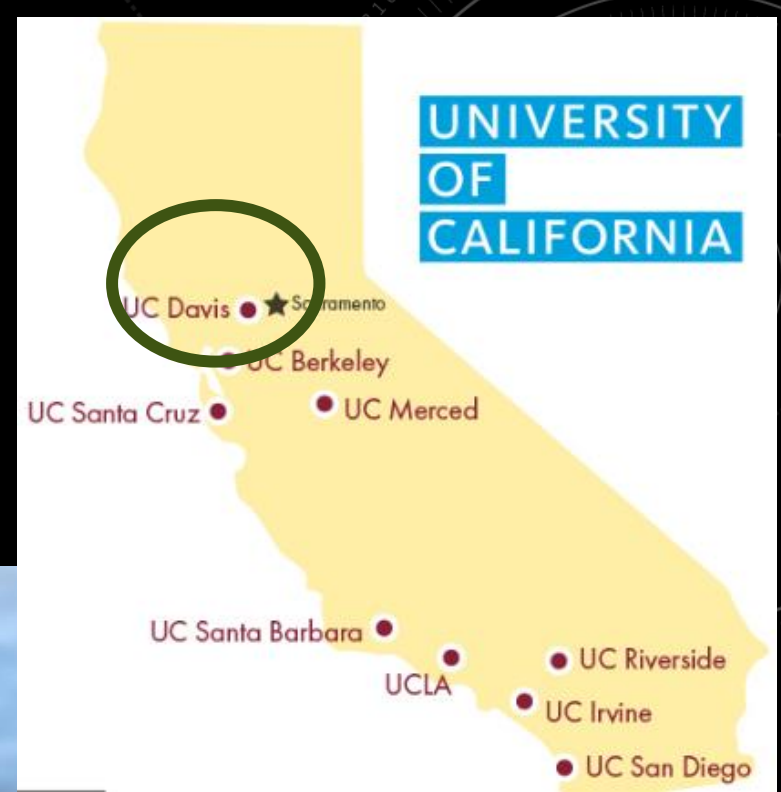 UNIVERSITY
OF
CALIFORNIA
UC Davis
Sacramento
UC Berkeley
UC Santa Cruz
UC Merced
UC Santa Barbara
UC Riverside
UCLA
UC Irvine
UC San Diego